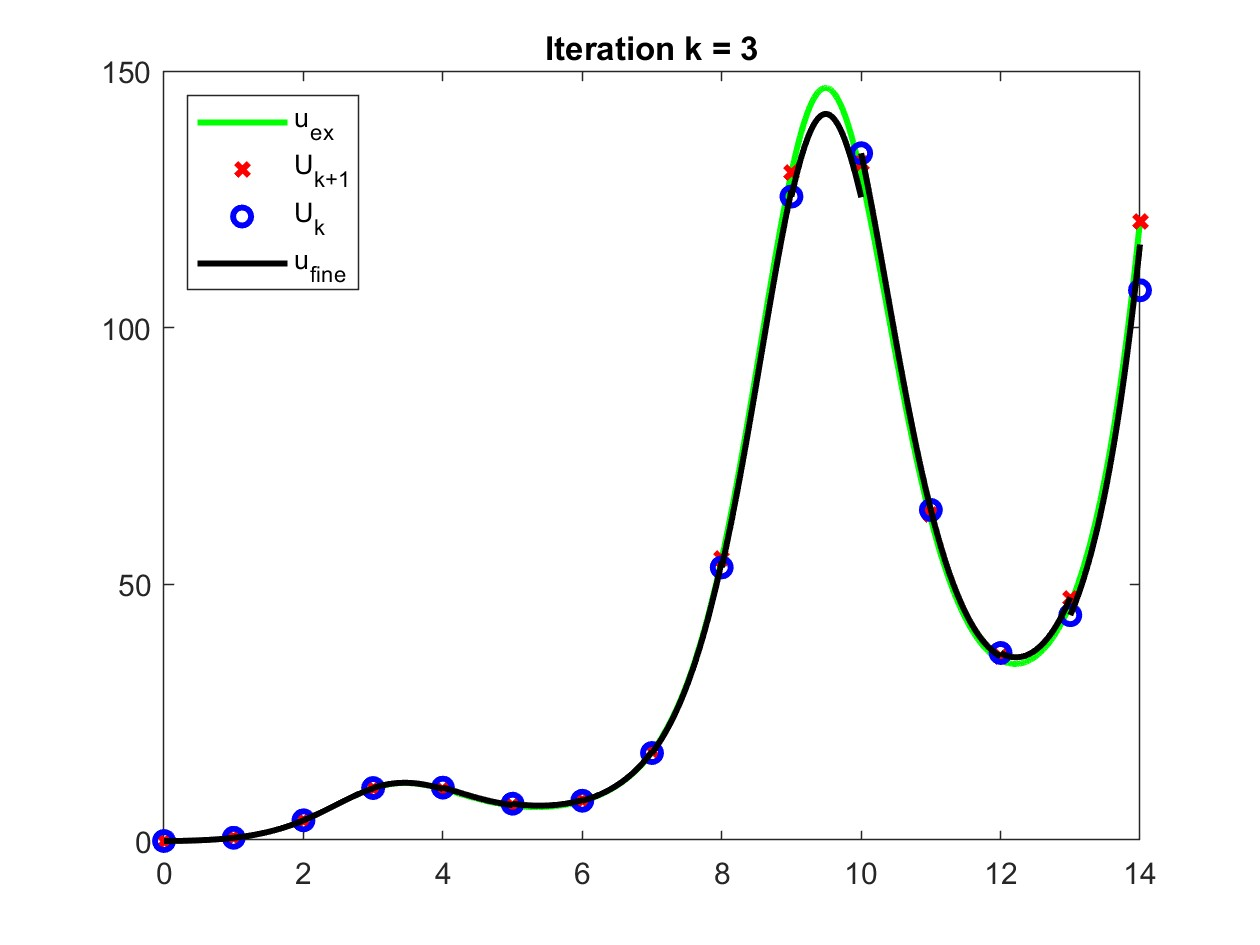 Iteration k = 3
150
100
50
0
u_ex
U_k+1
U_k
u_fine
0 2 4 6 8 10 12 14